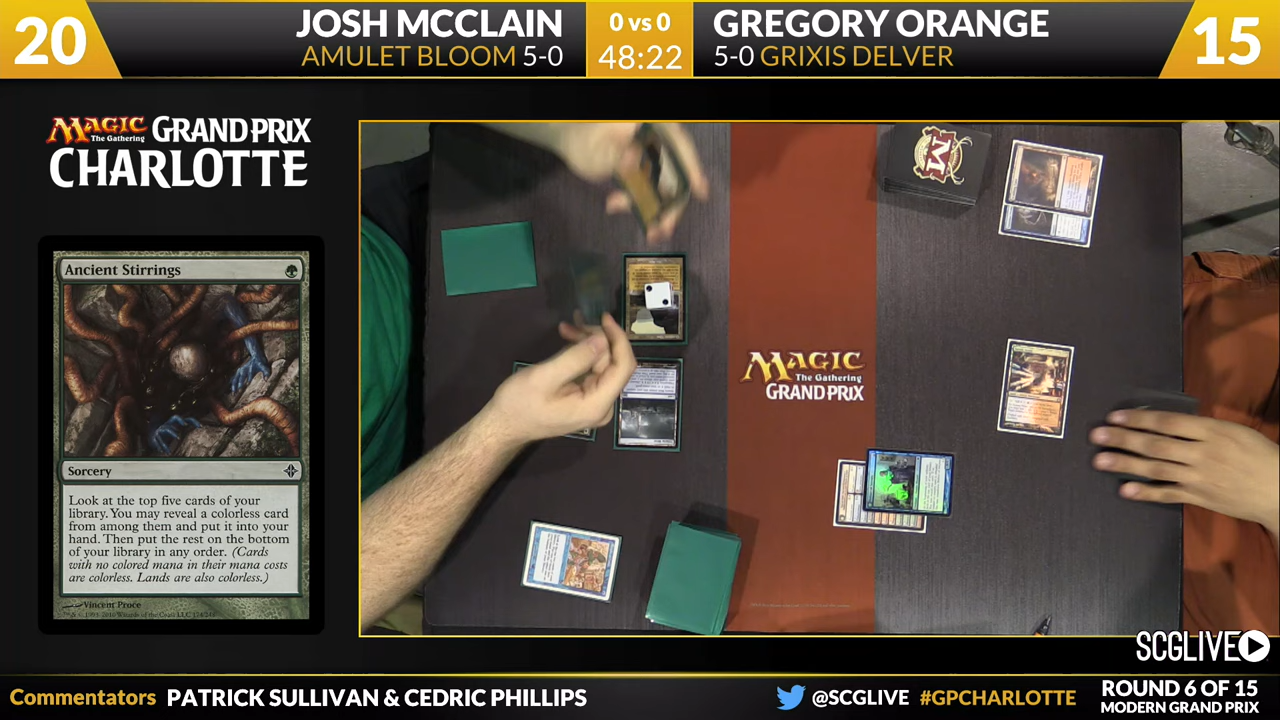 20
JOSH MCCLAIN
AMULET BLOOM 5-0
0 vs 0
48:22
GREGORY ORANGE
5-0 GRIXIS DELVER
15
MAGIC
The Gathering
GRAND PRIX
CHARLOTTE
Ancient Stirrings
Sorcery
Look at the top five cards of your
library. You may reveal a colorless card
from among them and put it into your
hand. Then put the rest on the bottom
of your library in any order. (Cards
with no colored mana in their mana costs
are colorless. Lands are also colorless.)
Vincent Proce
MAGIC
The Gathering
GRAND PRIX
M
SCGLIVE
Commentators PATRICK SULLIVAN & CEDRIC PHILLIPS
@SCGLIVE #GPCHARLOTTE
ROUND 6 OF 15
MODERN GRAND PRIX